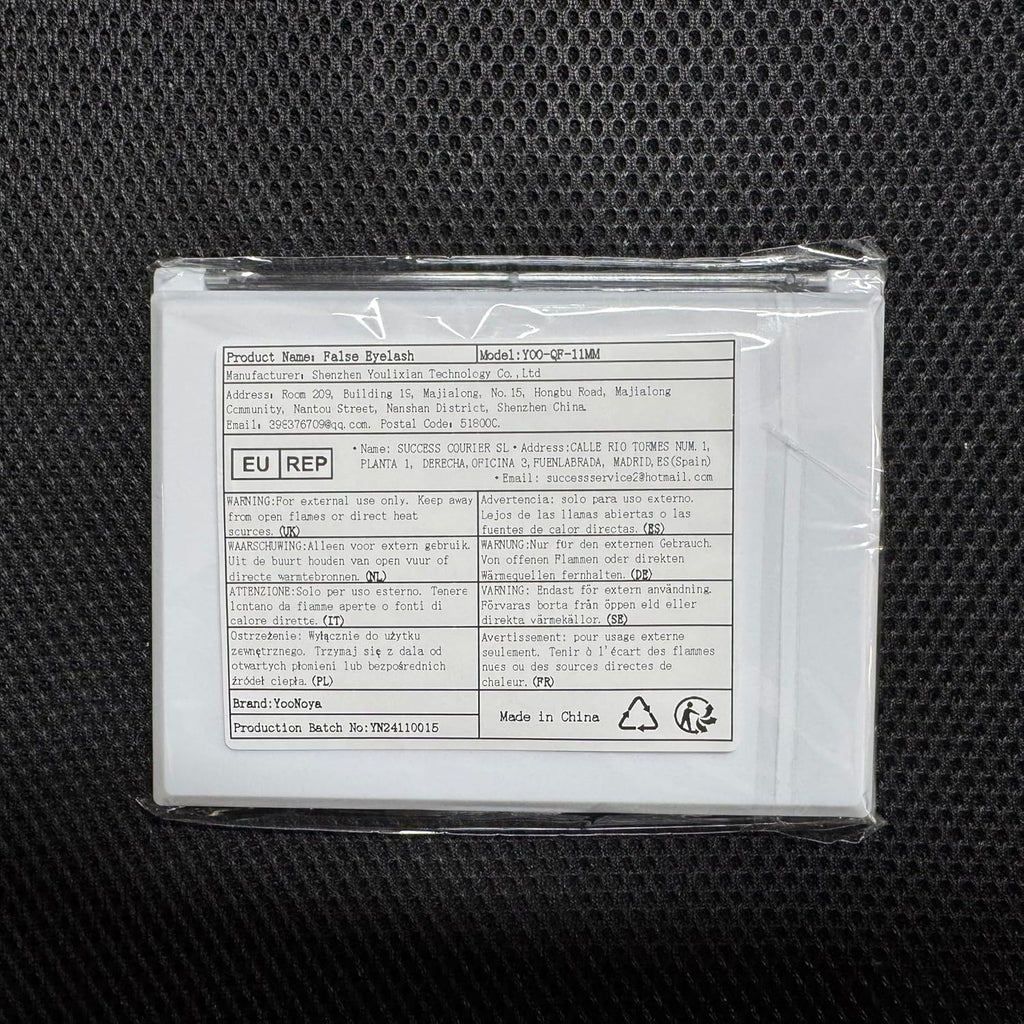 Product Name: False Eyelash
Model:YOO-QF-11MM
Manufacturer: Shenzhen Youlixian Technology Co.,Ltd
Address: Room 209, Building 1S, Majialong, No.15, Hongbu Road, Majialong
Community, Nantou Street, Nanshan District, Shenzhen China.
Email: 398376709@qq.com. Postal Code: 518000.
EU REP
•Name: SUCCESS COURIER SL •Address:CALLE RIO TORMES NUM. 1,
PLANTA 1, DERECHA,OFICINA 3,FUENLABRADA, MADRID,ES(Spain)
•Email: successservice2@hotmail.com
WARNING:For external use only. Keep away
from open flames or direct heat
sources. (UK)
Advertencia: solo para uso externo.
Lejos de las llamas abiertas o las
fuentes de calor directas. (ES)
WAARSCHUWING:Alleen voor extern gebruik.
Uit de buurt houden van open vuur of
directe warmtebronnen. (NL)
WARNUNG:Nur für den externen Gebrauch.
Von offenen Flammen oder direkten
Wärmequellen fernhalten. (DE)
ATTENZIONE:Solo per uso esterno. Tenere
lontano da fiamme aperte o fonti di
calore dirette. (IT)
VARNING: Endast för extern användning.
Förvaras borta från öppen eld eller
direkta värmekällor. (SE)
Ostrzeżenie: Wyłącznie do użytku
zewnętrznego. Trzymaj się z dala od
otwartych płomieni lub bezpośrednich
źródeł ciepła. (PL)
Avertissement: pour usage externe
seulement. Tenir à l'écart des flammes
nues ou des sources directes de
chaleur. (FR)
Brand:YooNoya
Production Batch No:YN24110015
Made in China